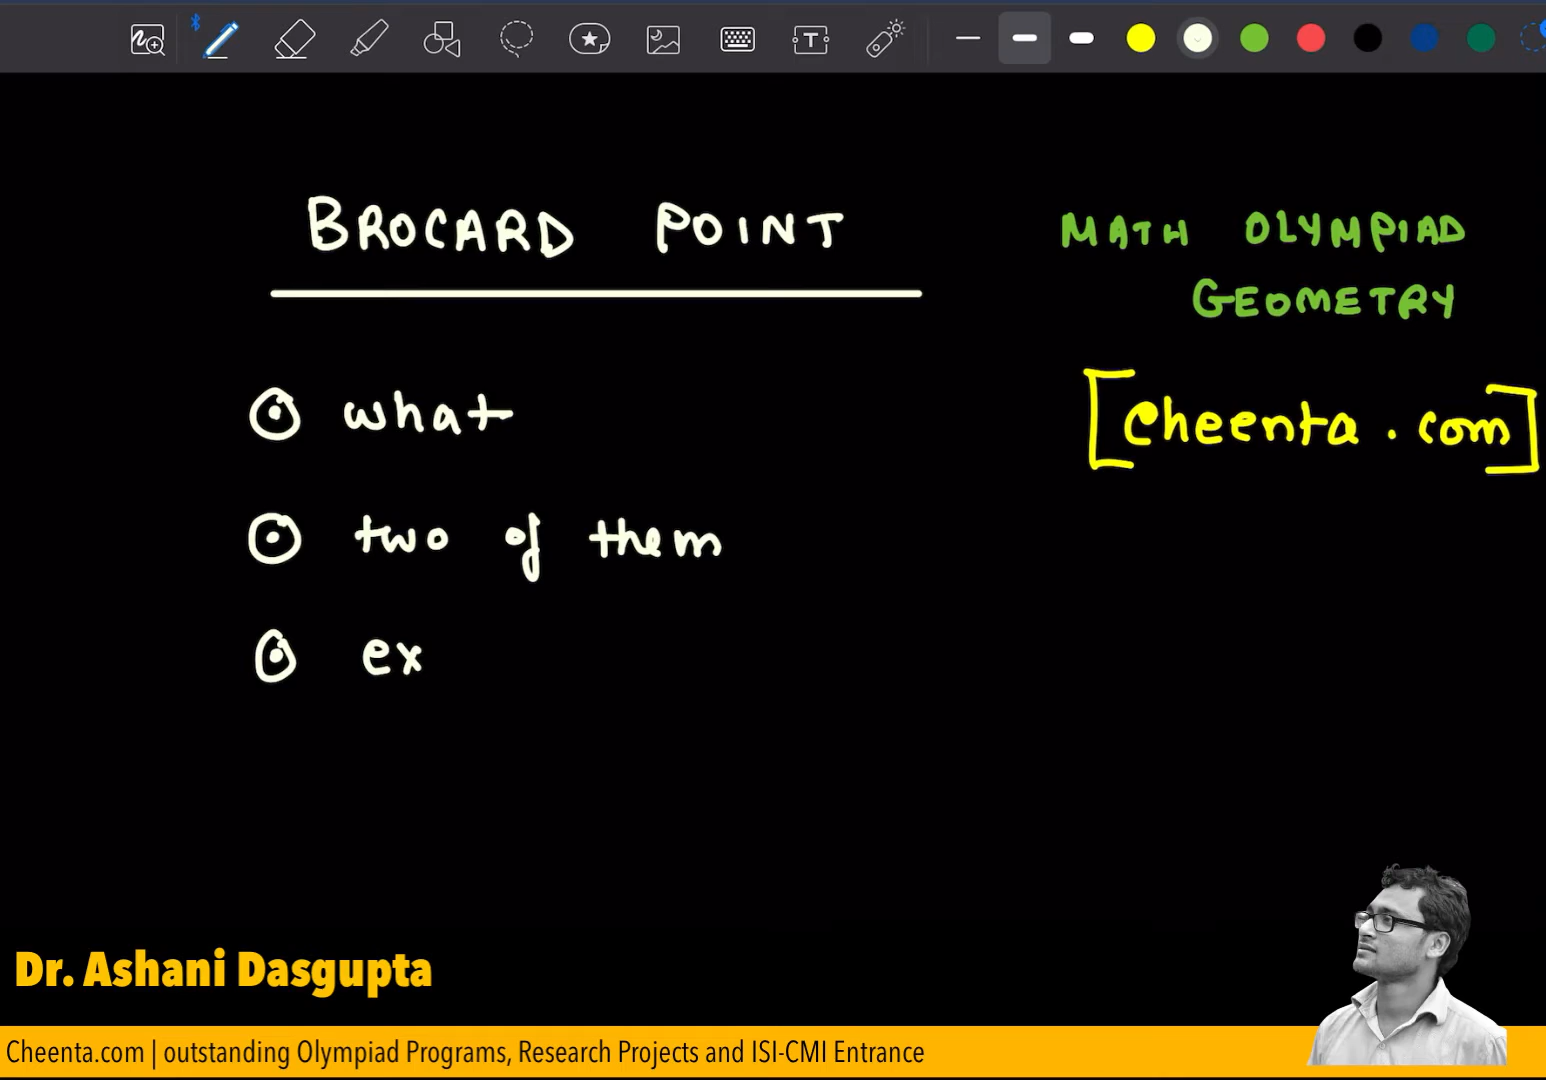 BROCARD POINT
MATH OLYMPIAD
GEOMETRY
what
[Cheenta.com]
two of them
ex
Dr. Ashani Dasgupta
Cheenta.com | outstanding Olympiad Programs, Research Projects and ISI-CMI Entrance